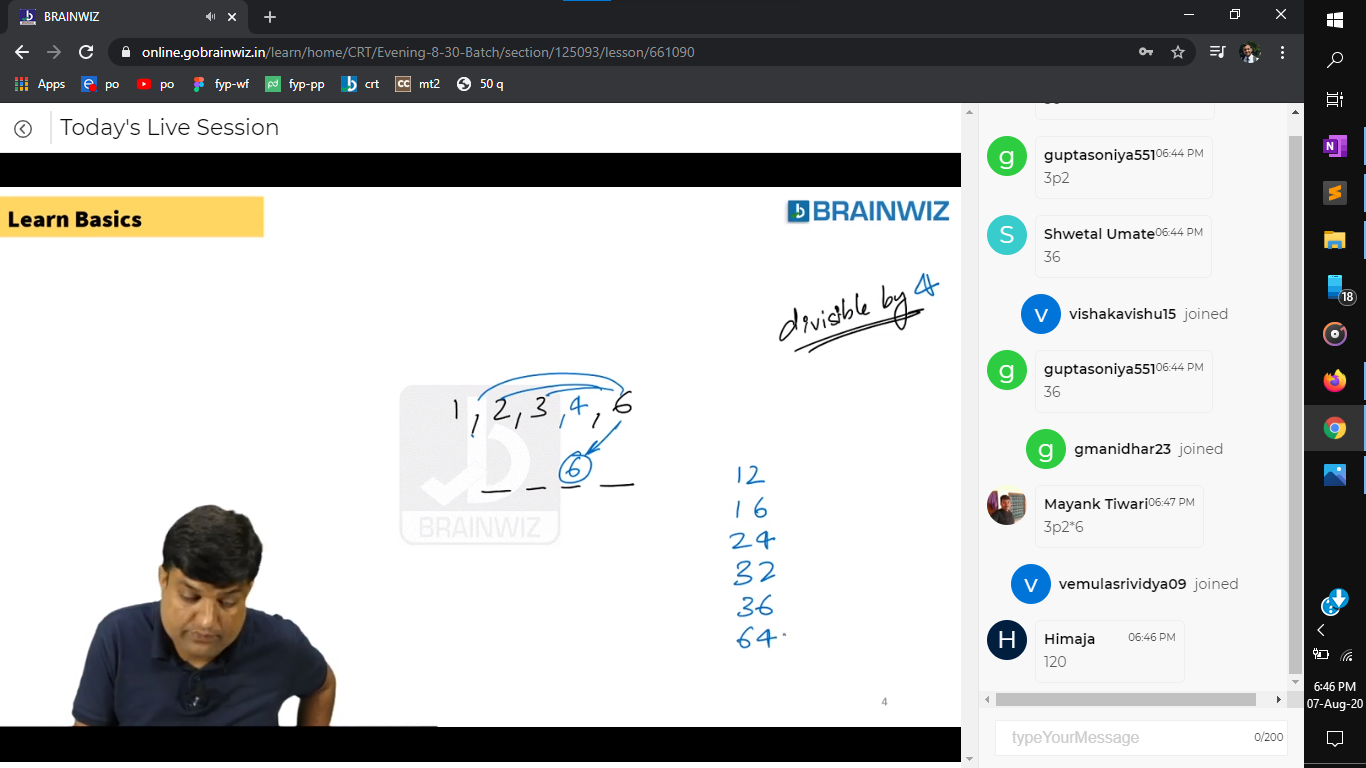 BRAINWIZ
online.gobrainwiz.in/learn/home/CRT/Evening-8-30-Batch/section/125093/lesson/661090
Apps po po fyp-wf fyp-pp crt mt2 50 q
Today's Live Session
Learn Basics
BRAINWIZ
divisible by 4
1, 2, 3, 4, 6
6
BRAINWIZ
12
16
24
32
36
64
4
guptasoniya551 06:44 PM
3p2
Shwetal Umate 06:44 PM
36
vishakavishu15 joined
guptasoniya551 06:44 PM
36
gmanidhar23 joined
Mayank Tiwari 06:47 PM
3p2*6
vemulasrividya09 joined
Himaja 06:46 PM
120
typeYourMessage 0/200
18
6:46 PM
07-Aug-20